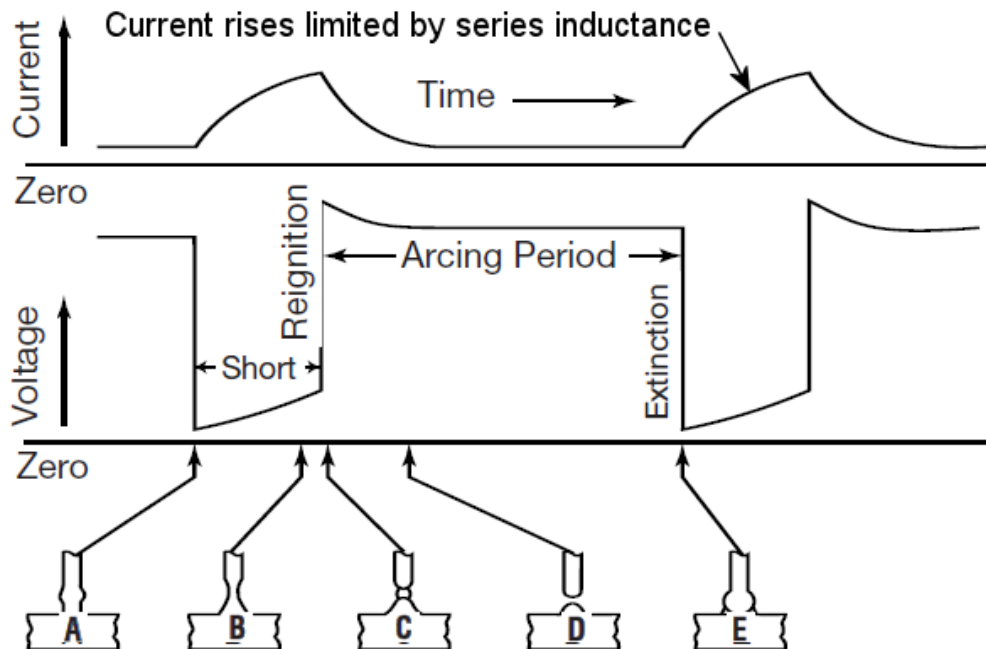 Current rises limited by series inductance
Current
Time
Zero
Reignition
Arcing Period
Voltage
Short
Extinction
Zero
A
B
C
D
E